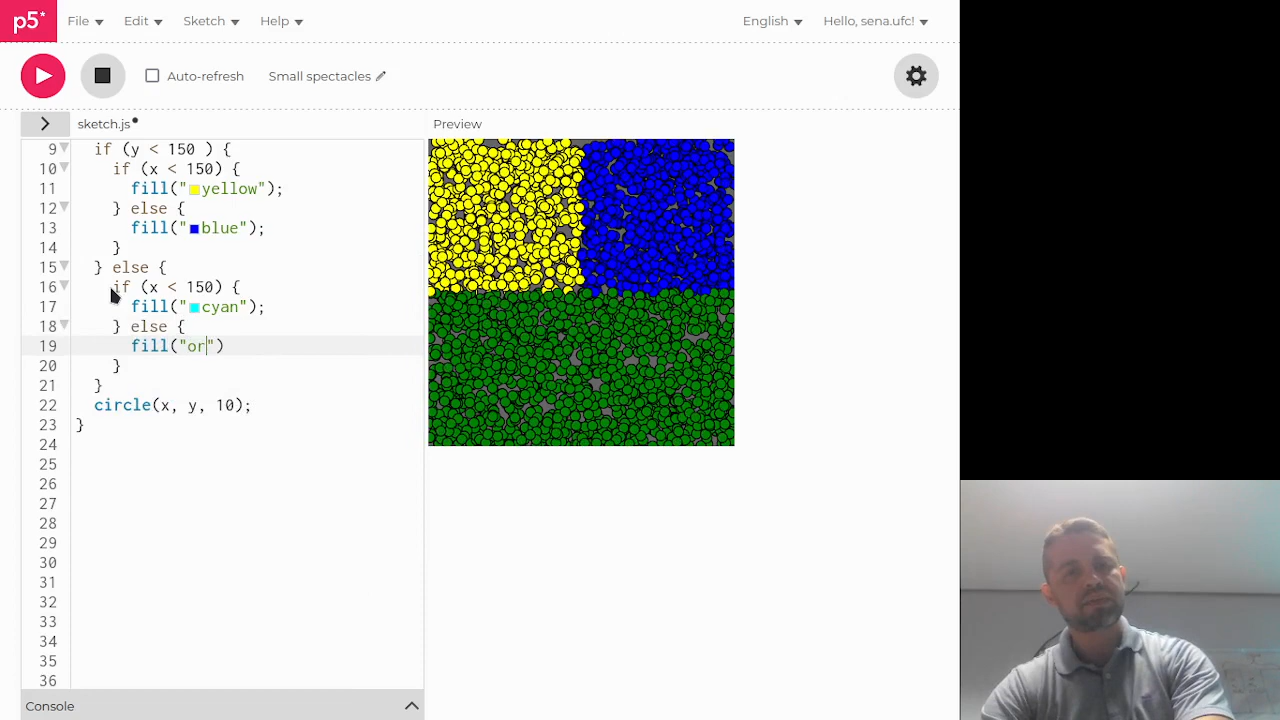 p5* File Edit Sketch Help English Hello, sena.ufc!
Auto-refresh Small spectacles
sketch.js Preview
9 if (y < 150 ) {
10 if (x < 150) {
11 fill("yellow");
12 } else {
13 fill("blue");
14 }
15 } else {
16 if (x < 150) {
17 fill("cyan");
18 } else {
19 fill("or")
20 }
21 }
22 circle(x, y, 10);
23 }
24
25
26
27
28
29
30
31
32
33
34
35
36
Console